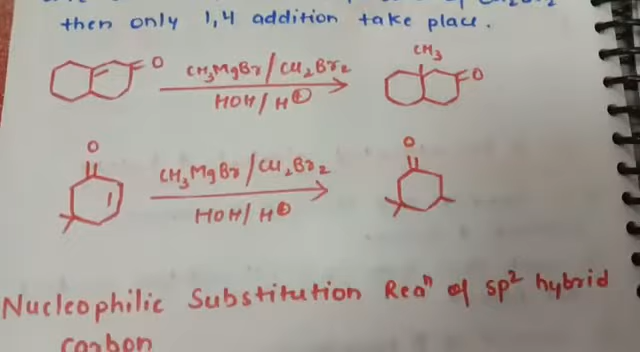 then only 1,4 addition take place.
CH₃
O CH₃MgBr/Cu₂Br₂ O
HOH/H⊕
O O
CH₃MgBr/Cu₂Br₂
HOH/H⊕
Nucleophilic Substitution Reaⁿ of sp² hybrid
carbon